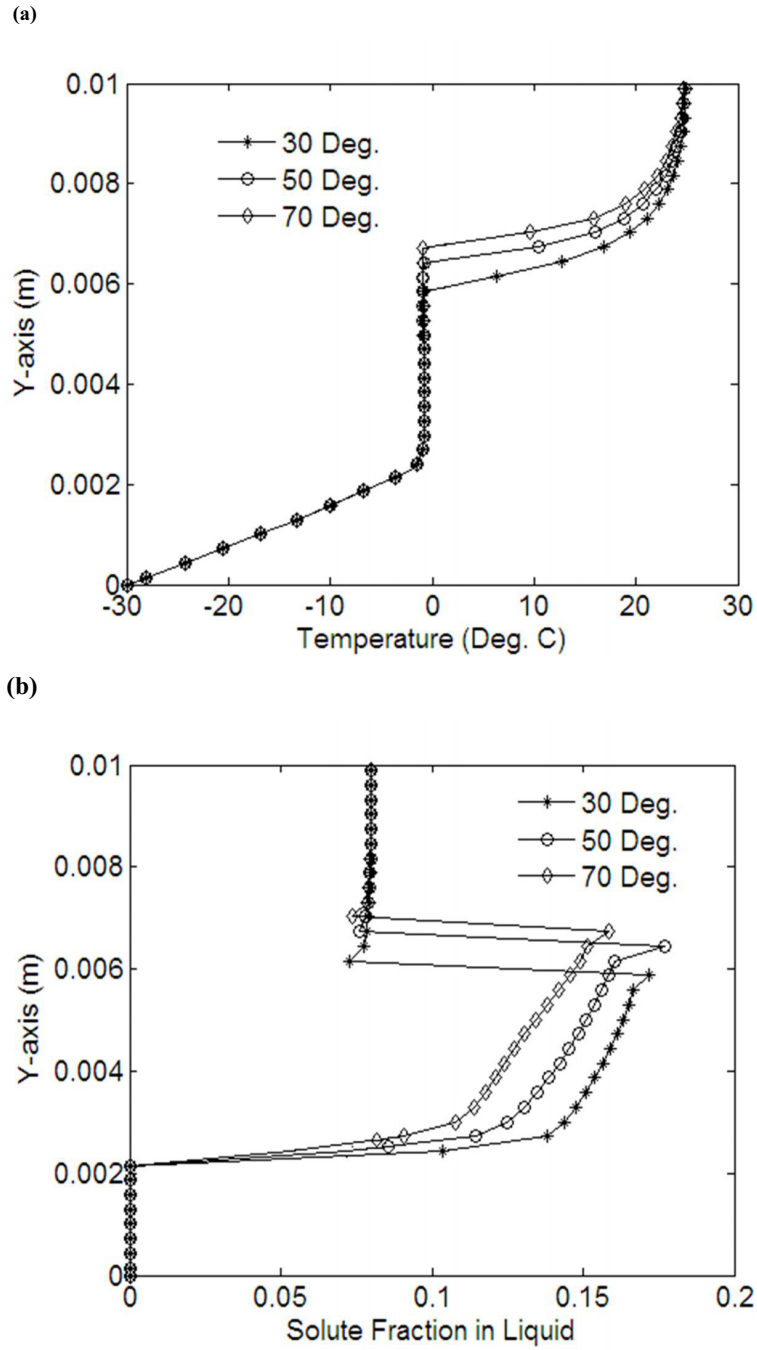 (a)
0.01
30 Deg.
50 Deg.
70 Deg.
0.008
0.006
0.004
0.002
0
Y-axis (m)
-30 -20 -10 0 10 20 30
Temperature (Deg. C)
(b)
0.01
30 Deg.
50 Deg.
70 Deg.
0.008
0.006
0.004
0.002
0
Y-axis (m)
0 0.05 0.1 0.15 0.2
Solute Fraction in Liquid